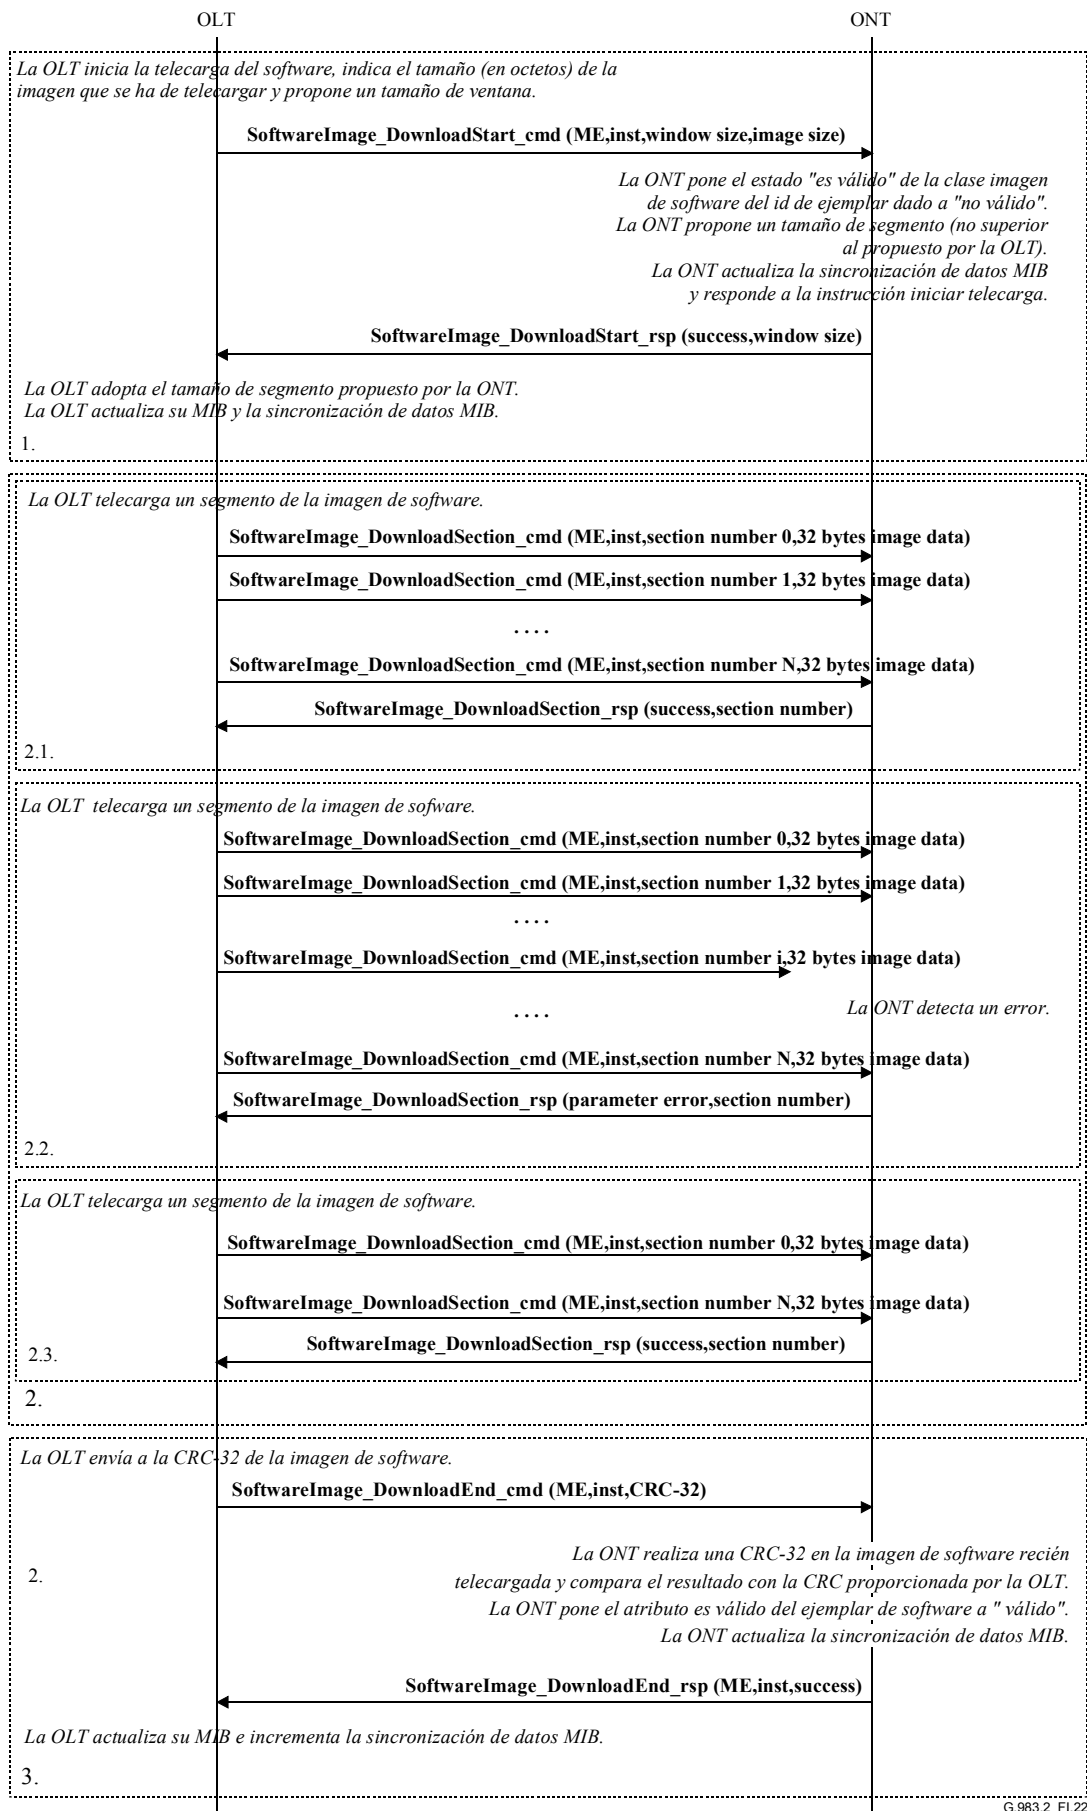 OLT
ONT
La OLT inicia la telecarga del software, indica el tamaño (en octetos) de la
imagen que se ha de telecargar y propone un tamaño de ventana.
SoftwareImage_DownloadStart_cmd (ME,inst,window size,image size)
La ONT pone el estado "es válido" de la clase imagen
de software del id de ejemplar dado a "no válido".
La ONT propone un tamaño de segmento (no superior
al propuesto por la OLT).
La ONT actualiza la sincronización de datos MIB
y responde a la instrucción iniciar telecarga.
SoftwareImage_DownloadStart_rsp (success,window size)
La OLT adopta el tamaño de segmento propuesto por la ONT.
La OLT actualiza su MIB y la sincronización de datos MIB.
1.
La OLT telecarga un segmento de la imagen de software.
SoftwareImage_DownloadSection_cmd (ME,inst,section number 0,32 bytes image data)
SoftwareImage_DownloadSection_cmd (ME,inst,section number 1,32 bytes image data)
. . . .
SoftwareImage_DownloadSection_cmd (ME,inst,section number N,32 bytes image data)
SoftwareImage_DownloadSection_rsp (success,section number)
2.1.
La OLT telecarga un segmento de la imagen de sofware.
SoftwareImage_DownloadSection_cmd (ME,inst,section number 0,32 bytes image data)
SoftwareImage_DownloadSection_cmd (ME,inst,section number 1,32 bytes image data)
. . . .
SoftwareImage_DownloadSection_cmd (ME,inst,section number i,32 bytes image data)
. . . .
La ONT detecta un error.
SoftwareImage_DownloadSection_cmd (ME,inst,section number N,32 bytes image data)
SoftwareImage_DownloadSection_rsp (parameter error,section number)
2.2.
La OLT telecarga un segmento de la imagen de software.
SoftwareImage_DownloadSection_cmd (ME,inst,section number 0,32 bytes image data)
SoftwareImage_DownloadSection_cmd (ME,inst,section number N,32 bytes image data)
SoftwareImage_DownloadSection_rsp (success,section number)
2.3.
2.
La OLT envía a la CRC-32 de la imagen de software.
SoftwareImage_DownloadEnd_cmd (ME,inst,CRC-32)
La ONT realiza una CRC-32 en la imagen de software recién
2.
telecargada y compara el resultado con la CRC proporcionada por la OLT.
La ONT pone el atributo es válido del ejemplar de software a " válido".
La ONT actualiza la sincronización de datos MIB.
SoftwareImage_DownloadEnd_rsp (ME,inst,success)
La OLT actualiza su MIB e incrementa la sincronización de datos MIB.
3.
G.983.2_FI.22